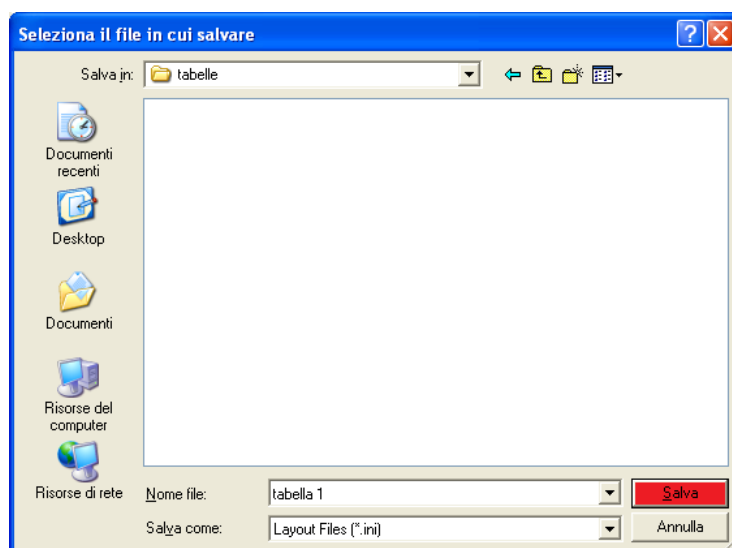 Seleziona il file in cui salvare
Salva in:
tabelle
Documenti
recenti
Desktop
Documenti
Risorse del
computer
Risorse di rete
Nome file:
tabella 1
Salva
Salva come:
Layout Files (*.ini)
Annulla